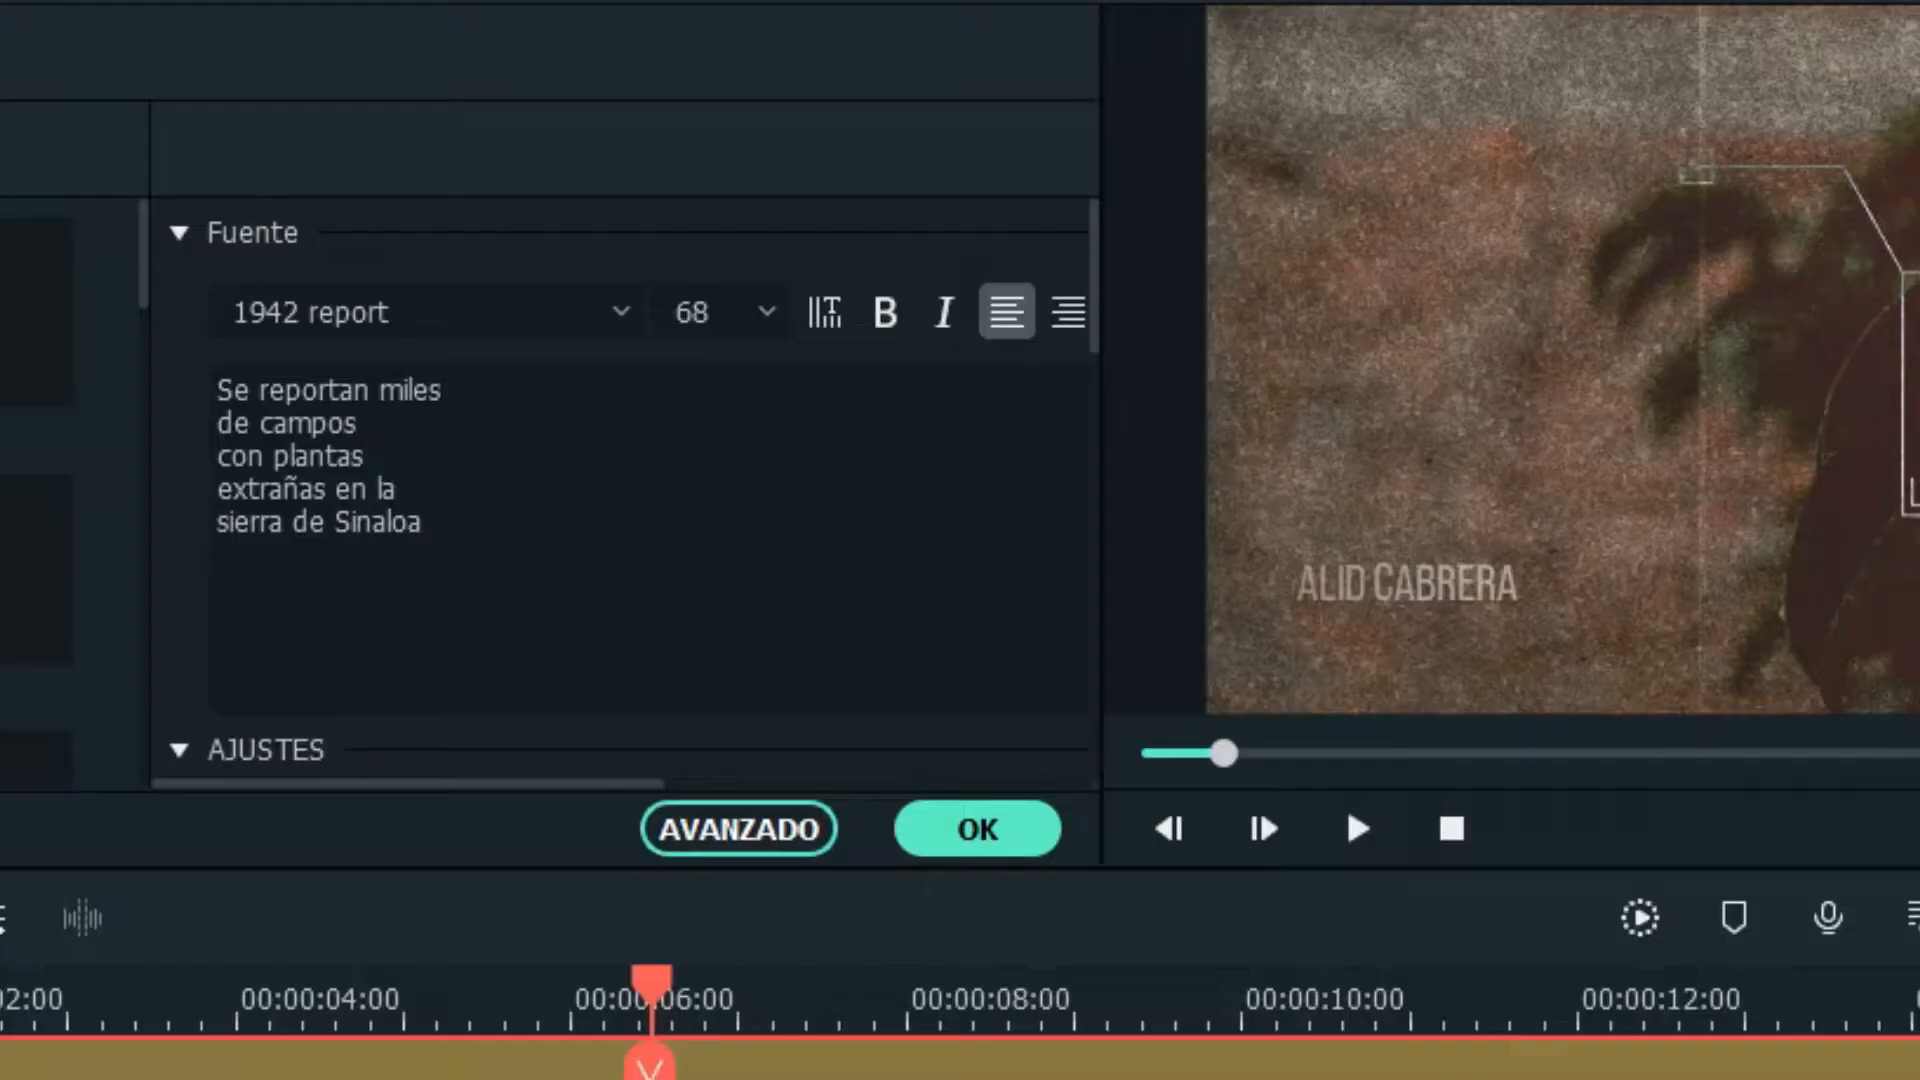 Fuente
1942 report
68
B
I
Se reportan miles
de campos
con plantas
extrañas en la
sierra de Sinaloa
AJUSTES
AVANZADO
OK
ALID CABRERA
02:00
00:00:04:00
00:00:06:00
00:00:08:00
00:00:10:00
00:00:12:00